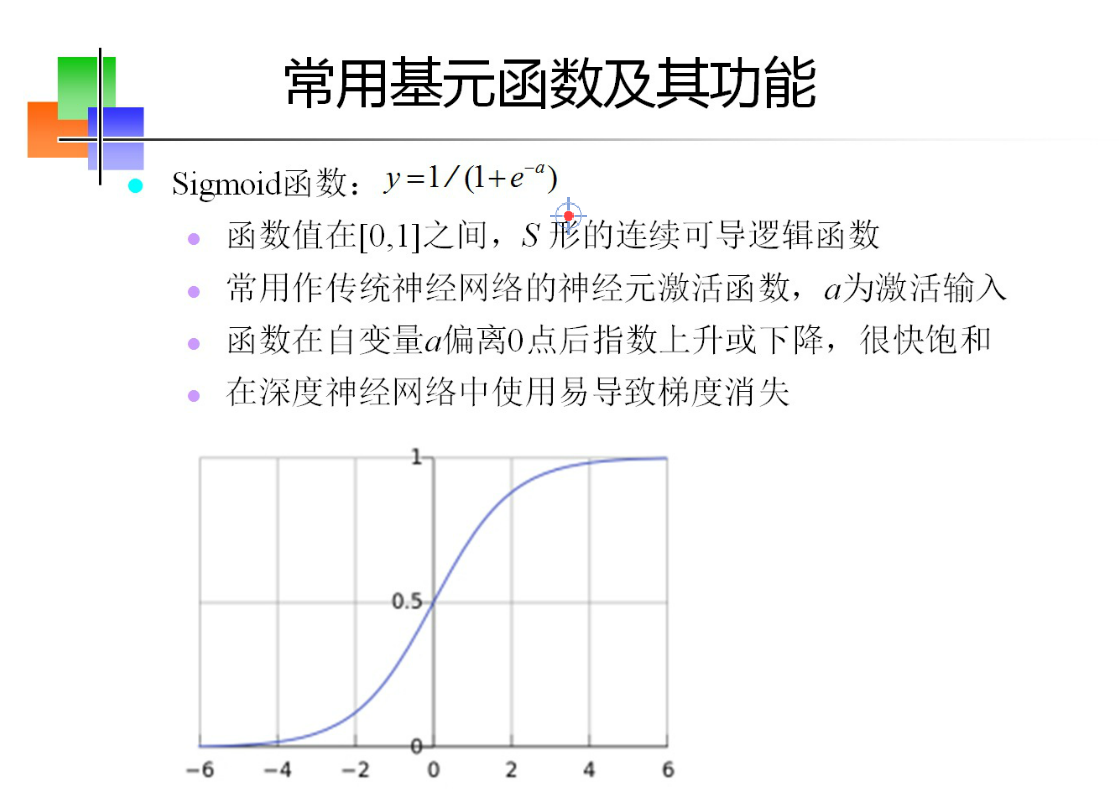 常用基元函数及其功能
Sigmoid函数：y=1/(1+e^{-a})
函数值在[0,1]之间，S 形的连续可导逻辑函数
常用作传统神经网络的神经元激活函数，a为激活输入
函数在自变量a偏离0点后指数上升或下降，很快饱和
在深度神经网络中使用易导致梯度消失
1
0.5
0
−6 −4 −2 0 2 4 6